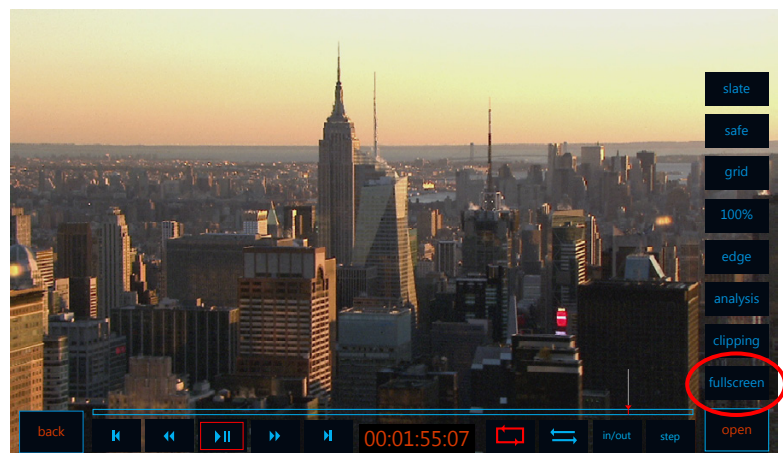 slate
safe
grid
100%
edge
analysis
clipping
fullscreen
back
00:01:55:07
in/out
step
open